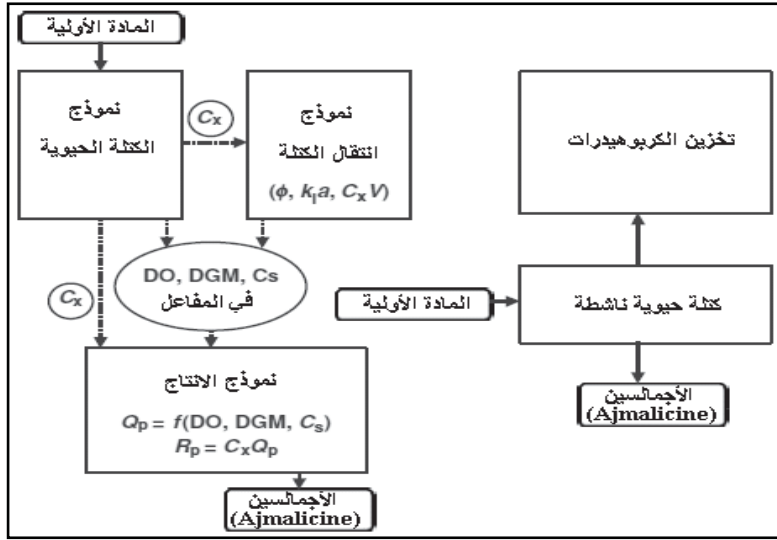 المادة الأولية
نموذج
الكتلة الحيوية
Cx
نموذج
انتقال الكتلة
(ϕ, kla, CxV)
Cx
DO, DGM, Cs
في المفاعل
نموذج الانتاج
Qp = f(DO, DGM, Cs)
Rp = CxQp
الأجمالسين
(Ajmalicine)
تخزين الكربوهيدرات
المادة الأولية
كتلة حيوية ناشطة
الأجمالسين
(Ajmalicine)